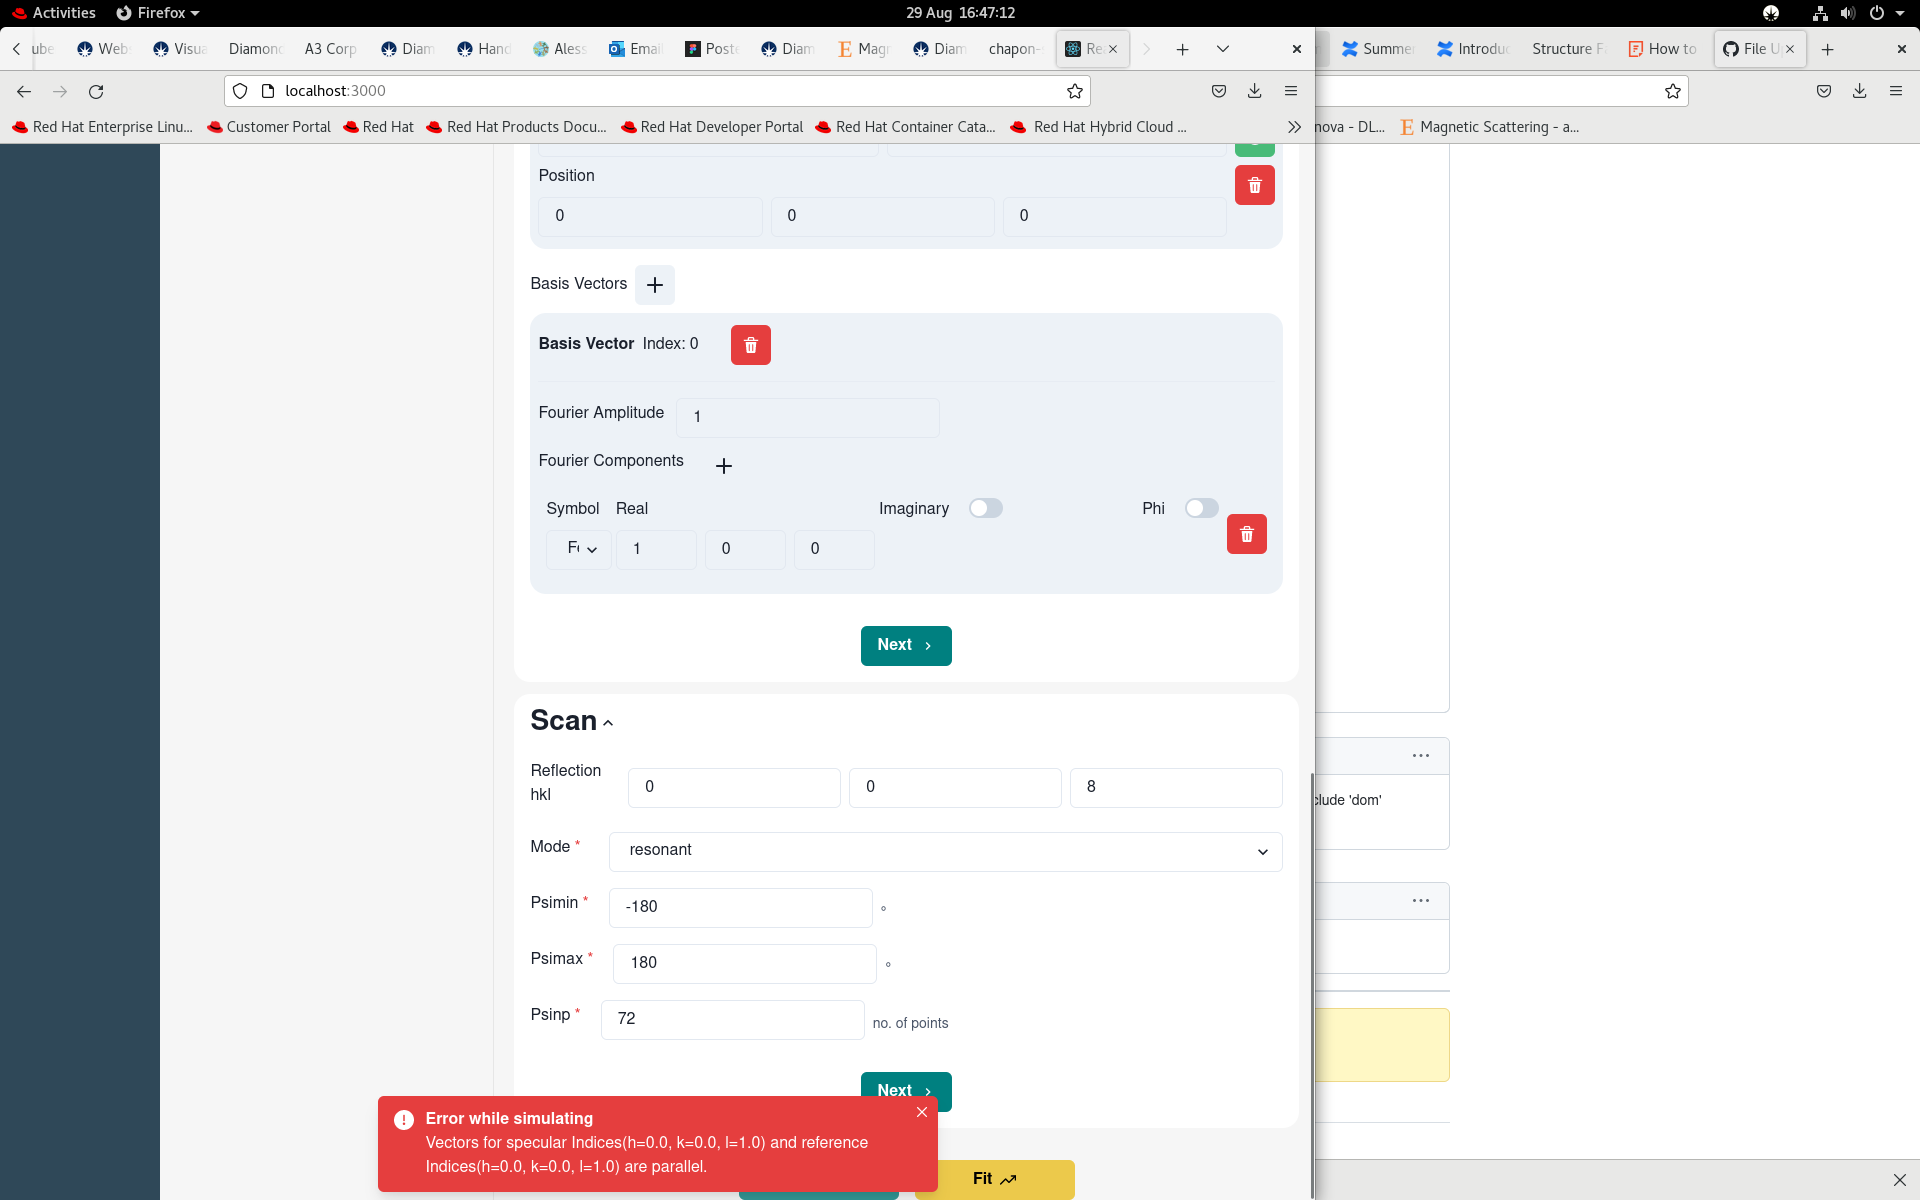 Activities Firefox 29 Aug 16:47:12
Web Visua Diamond A3 Corp Diam Hand Aless Email Poste Diam Magn Diam chapon- Re Summe Introduc Structure F How to File U
localhost:3000
Red Hat Enterprise Linu... Customer Portal Red Hat Red Hat Products Docu... Red Hat Developer Portal Red Hat Container Cata... Red Hat Hybrid Cloud ... nova - DL... Magnetic Scattering - a...
Position
0 0 0
Basis Vectors +
Basis Vector Index: 0
Fourier Amplitude 1
Fourier Components +
Symbol Real Imaginary Phi
Fe 1 0 0
Next
Scan
Reflection
hkl
0 0 8
clude 'dom'
Mode * resonant
Psimin * -180 °
Psimax * 180 °
Psinp * 72 no. of points
Next
Error while simulating
Vectors for specular Indices(h=0.0, k=0.0, l=1.0) and reference
Indices(h=0.0, k=0.0, l=1.0) are parallel.
Fit